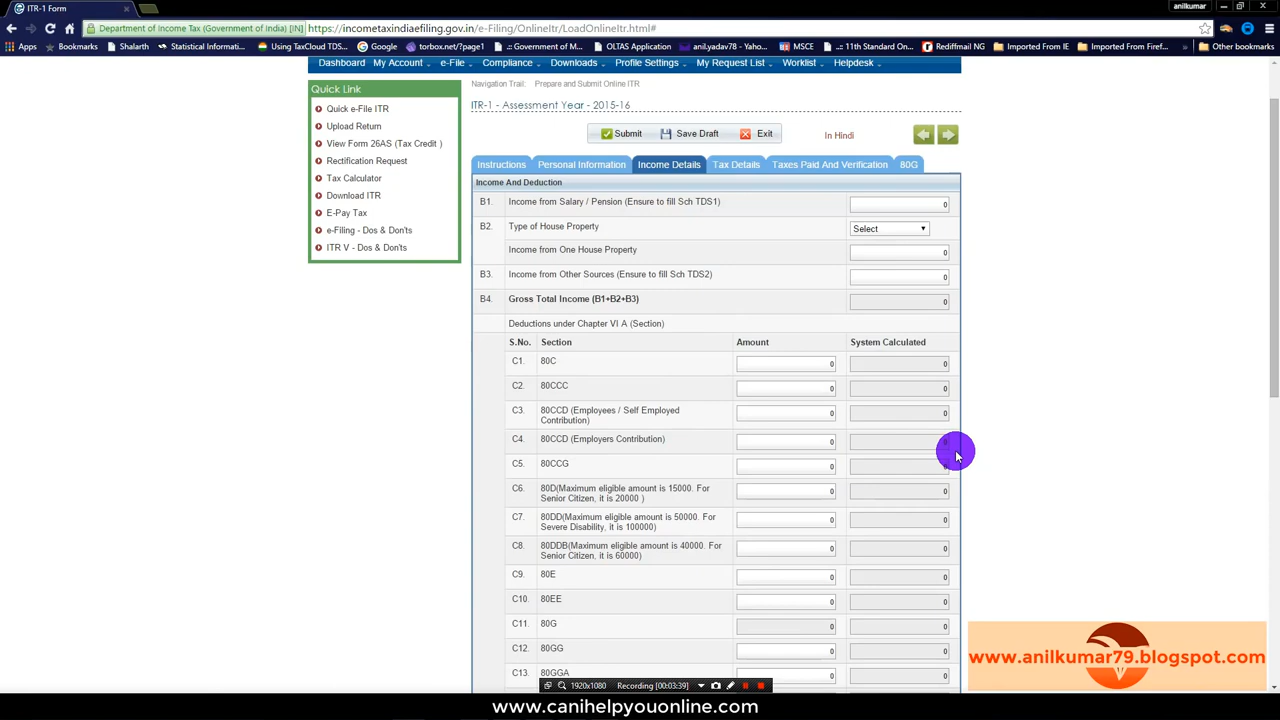 ITR-1 Form
anilkumar
Department of Income Tax (Government of India) [IN]
https://incometaxindiaefiling.gov.in/e-Filing/OnlineItr/LoadOnlineItr.html#
Apps
Bookmarks
Shalarth
Statistical Informati...
Using TaxCloud TDS...
Google
torbox.net/?page1
.:: Government of M...
OLTAS Application
anil.yadav78 - Yaho...
MSCE
.: 11th Standard On...
Rediffmail NG
Imported From IE
Imported From Firef...
»
Other bookmarks
Dashboard
My Account
e-File
Compliance
Downloads
Profile Settings
My Request List
Worklist
Helpdesk
Quick Link
Quick e-File ITR
Upload Return
View Form 26AS (Tax Credit )
Rectification Request
Tax Calculator
Download ITR
E-Pay Tax
e-Filing - Dos & Don'ts
ITR V - Dos & Don'ts
Navigation Trail: Prepare and Submit Online ITR
ITR-1 - Assessment Year - 2015-16
Submit
Save Draft
Exit
In Hindi
Instructions
Personal Information
Income Details
Tax Details
Taxes Paid And Verification
80G
Income And Deduction
B1. Income from Salary / Pension (Ensure to fill Sch TDS1) 0
B2. Type of House Property Select
Income from One House Property 0
B3. Income from Other Sources (Ensure to fill Sch TDS2) 0
B4. Gross Total Income (B1+B2+B3) 0
Deductions under Chapter VI A (Section)
S.No. Section Amount System Calculated
C1. 80C 0 0
C2. 80CCC 0 0
C3. 80CCD (Employees / Self Employed
Contribution) 0 0
C4. 80CCD (Employers Contribution) 0 0
C5. 80CCG 0 0
C6. 80D(Maximum eligible amount is 15000. For
Senior Citizen, it is 20000 ) 0 0
C7. 80DD(Maximum eligible amount is 50000. For
Severe Disability, it is 100000) 0 0
C8. 80DDB(Maximum eligible amount is 40000. For
Senior Citizen, it is 60000) 0 0
C9. 80E 0 0
C10. 80EE 0 0
C11. 80G 0 0
C12. 80GG 0 0
C13. 80GGA 0 0
www.anilkumar79.blogspot.com
1920x1080 Recording [00:03:39]
www.canihelpyouonline.com